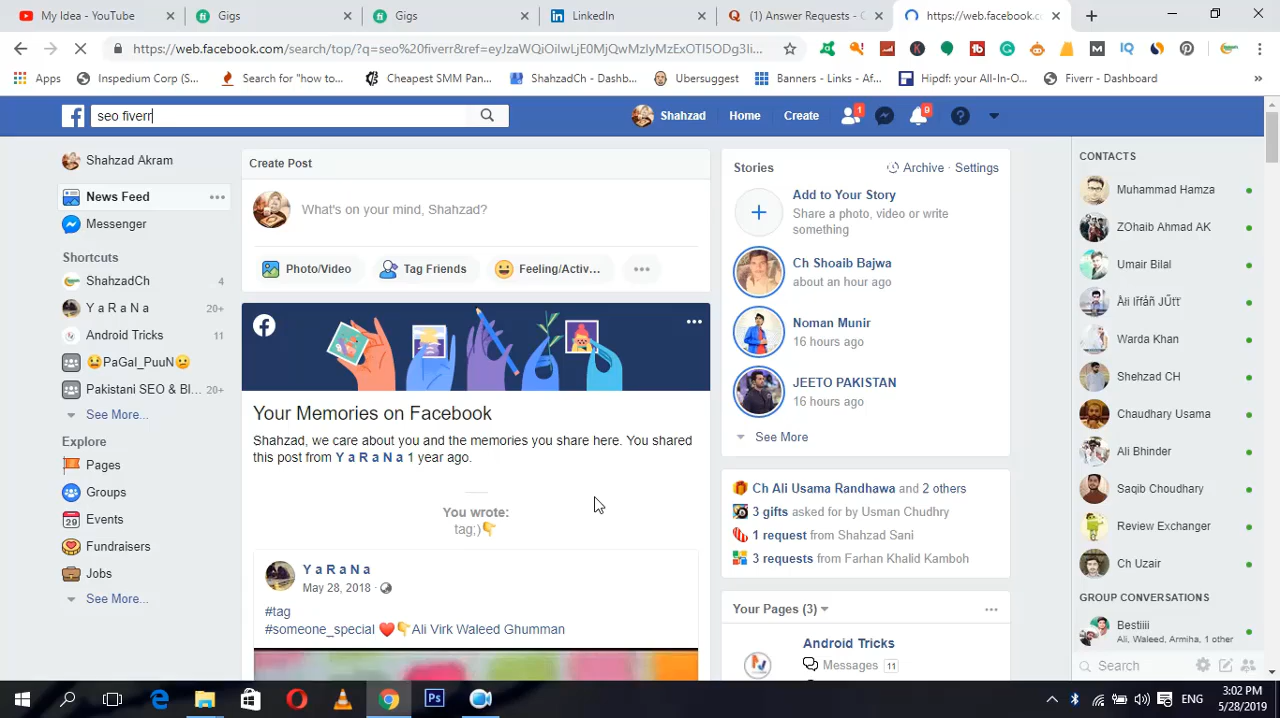 My Idea - YouTube
Gigs
Gigs
LinkedIn
(1) Answer Requests - 
https://web.facebook.com/sear
https://web.facebook.com/search/top/?q=seo%20fiverr&ref=eyJzaWQiOilwLjE0MjQwMzIyMzExOTI5ODg3Ii...
Apps
Inspedium Corp (S...
Search for "how to...
Cheapest SMM Pan...
ShahzadCh - Dashb...
Ubersuggest
Banners - Links - Af...
Hipdf: your All-In-O...
Fiverr - Dashboard
seo fiverr
Shahzad
Home
Create
1
9
Shahzad Akram
News Feed
Messenger
Shortcuts
ShahzadCh 4
Y a R a N a 20+
Android Tricks 11
😫PaGal_PuuN😐
Pakistani SEO & Bl... 20+
See More...
Explore
Pages
Groups
Events
Fundraisers
Jobs
See More...
Create Post
What's on your mind, Shahzad?
Photo/Video
Tag Friends
Feeling/Activ...
Your Memories on Facebook
Shahzad, we care about you and the memories you share here. You shared
this post from Y a R a N a 1 year ago.
You wrote:
tag;)👇
Y a R a N a
May 28, 2018 ·
#tag
#someone_special ❤️👇Ali Virk Waleed Ghumman
Stories
Archive · Settings
Add to Your Story
Share a photo, video or write
something
Ch Shoaib Bajwa
about an hour ago
Noman Munir
16 hours ago
JEETO PAKISTAN
16 hours ago
See More
Ch Ali Usama Randhawa and 2 others
3 gifts asked for by Usman Chudhry
1 request from Shahzad Sani
3 requests from Farhan Khalid Kamboh
Your Pages (3)
Android Tricks
Messages 11
CONTACTS
Muhammad Hamza
ZOhaib Ahmad AK
Umair Bilal
Warda Khan
Shehzad CH
Chaudhary Usama
Ali Bhinder
Saqib Choudhary
Review Exchanger
Ch Uzair
GROUP CONVERSATIONS
Bestiiii
Ali, Waleed, Armiha, 1 other
Search
ENG
3:02 PM
5/28/2019